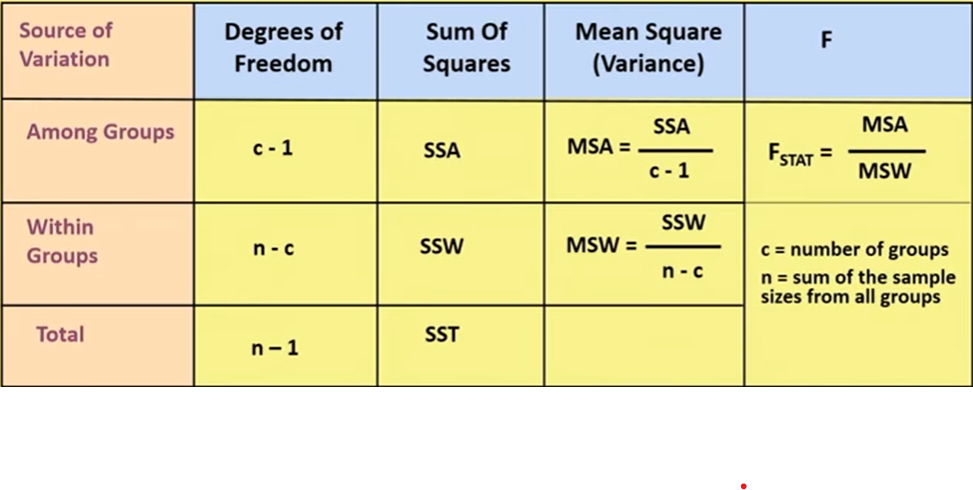 Source of Variation
Degrees of Freedom
Sum Of Squares
Mean Square (Variance)
F
Among Groups
c - 1
SSA
MSA = SSA / c - 1
FSTAT = MSA / MSW
Within Groups
n - c
SSW
MSW = SSW / n - c
c = number of groups
n = sum of the sample
sizes from all groups
Total
n – 1
SST